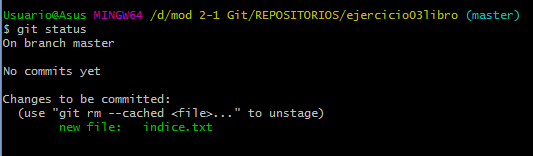 Usuario@Asus MINGW64 /d/mod 2-1 Git/REPOSITORIOS/ejercicio03libro (master)
$ git status
On branch master
No commits yet
Changes to be committed:
(use "git rm --cached <file>..." to unstage)
new file: indice.txt